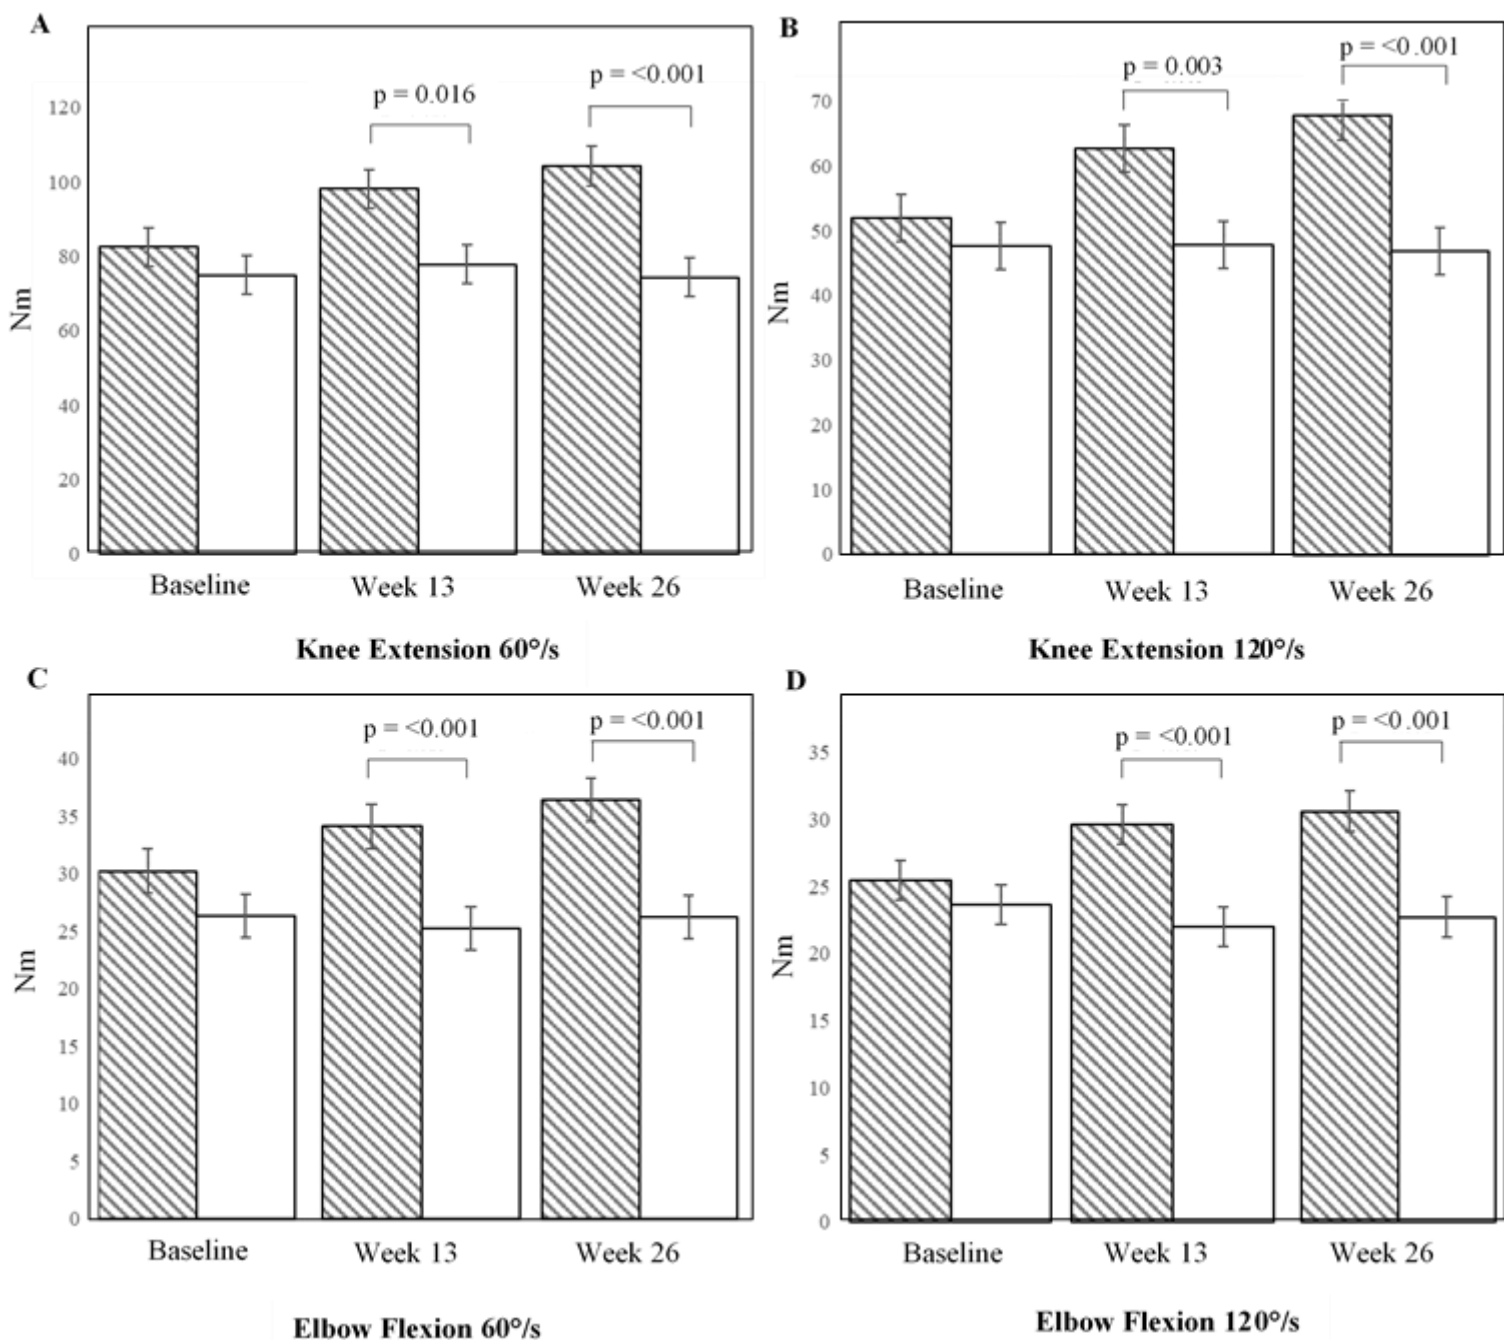 A
p = 0.016
p = <0.001
120
100
80
60
40
20
0
Nm
Baseline
Week 13
Week 26
Knee Extension 60°/s
B
p = 0.003
p = <0.001
70
60
50
40
30
20
10
0
Nm
Baseline
Week 13
Week 26
Knee Extension 120°/s
C
p = <0.001
p = <0.001
40
35
30
25
20
15
10
5
0
Nm
Baseline
Week 13
Week 26
Elbow Flexion 60°/s
D
p = <0.001
p = <0.001
35
30
25
20
15
10
5
0
Nm
Baseline
Week 13
Week 26
Elbow Flexion 120°/s